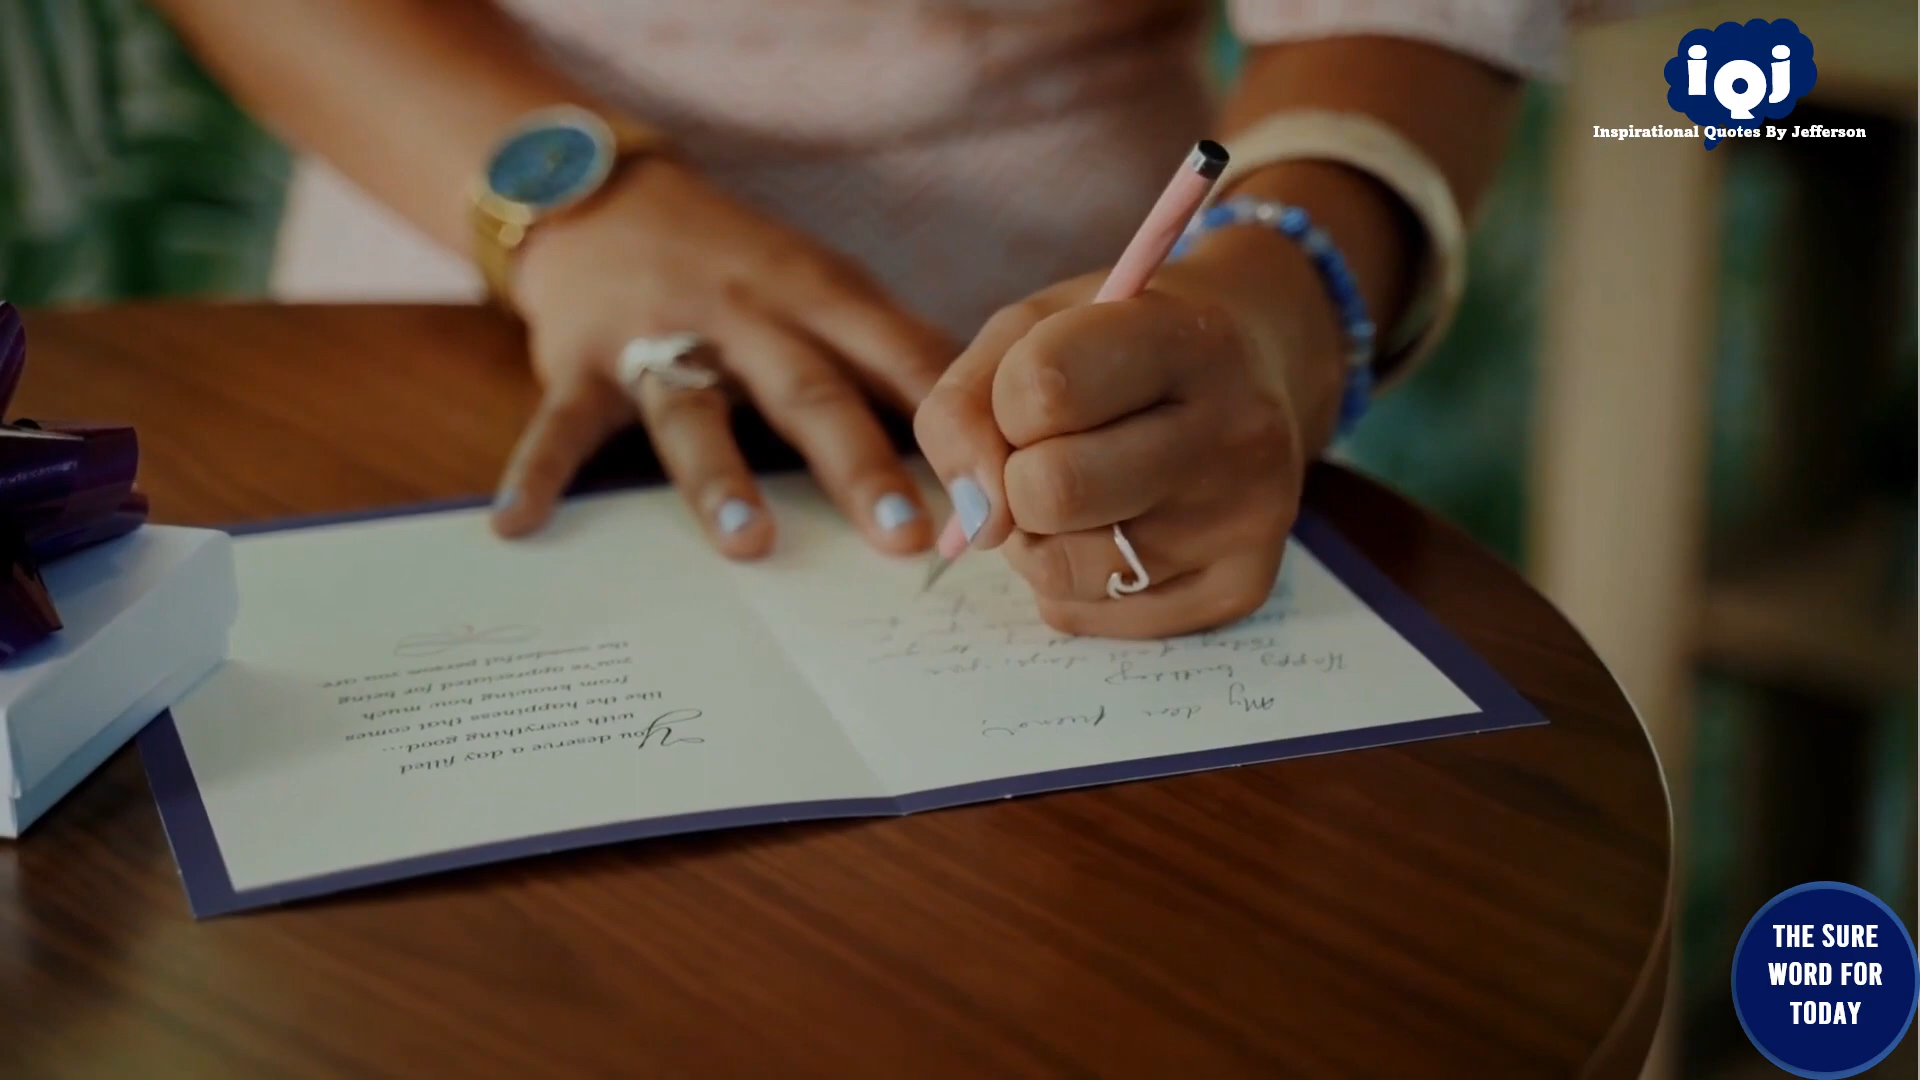 iQj
Inspirational Quotes By Jefferson
You deserve a day filled
with everything good...
like the happiness that comes
from knowing how much
you're appreciated for being
the wonderful person you are.
My dear friend,
Happy birthday
Today
THE SURE
WORD FOR
TODAY